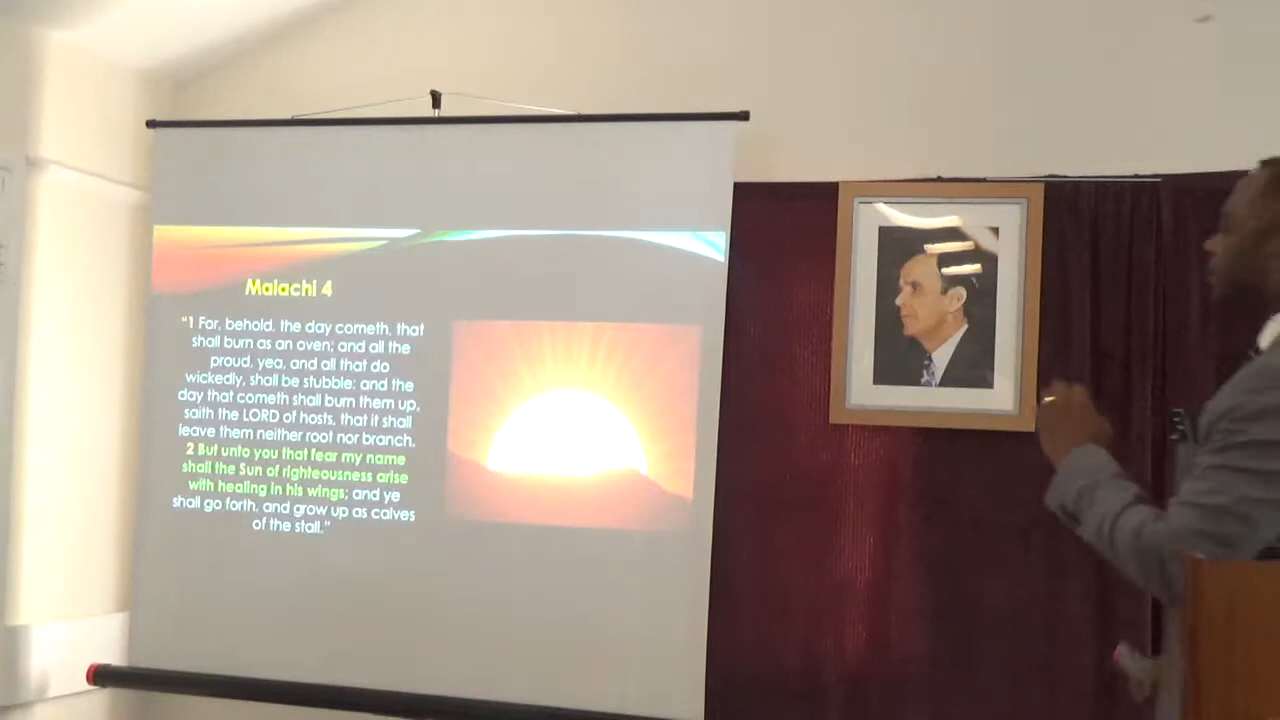 Malachi 4
"1 For, behold, the day cometh, that
shall burn as an oven; and all the
proud, yea, and all that do
wickedly, shall be stubble: and the
day that cometh shall burn them up,
saith the LORD of hosts, that it shall
leave them neither root nor branch.
2 But unto you that fear my name
shall the Sun of righteousness arise
with healing in his wings; and ye
shall go forth, and grow up as calves
of the stall."